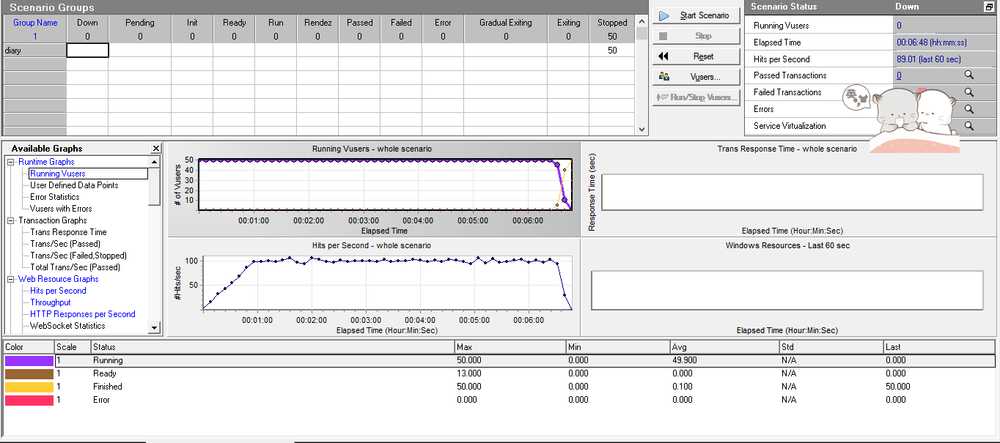 Scenario Groups
Group Name Down Pending Init Ready Run Rendez Passed Failed Error Gradual Exiting Exiting Stopped
1 0 0 0 0 0 0 0 0 0 0 0 50
diary 50
Start Scenario
Stop
Reset
Vusers...
Run/Stop Vusers...
Scenario Status Down
Running Vusers 0
Elapsed Time 00:06:48 (hh:mm:ss)
Hits per Second 89.01 (last 60 sec)
Passed Transactions 0
Failed Transactions
Errors
Service Virtualization
英
Available Graphs
Runtime Graphs
Running Vusers
User Defined Data Points
Error Statistics
Vusers with Errors
Transaction Graphs
Trans Response Time
Trans/Sec (Passed)
Trans/Sec (Failed,Stopped)
Total Trans/Sec (Passed)
Web Resource Graphs
Hits per Second
Throughput
HTTP Responses per Second
WebSocket Statistics
Running Vusers - whole scenario
# of Vusers
50
40
30
20
10
00:01:00 00:02:00 00:03:00 00:04:00 00:05:00 00:06:00
Elapsed Time
Trans Response Time - whole scenario
Response Time (sec)
Elapsed Time (Hour:Min:Sec)
Hits per Second - whole scenario
#Hits/sec
100
50
00:01:00 00:02:00 00:03:00 00:04:00 00:05:00 00:06:00
Elapsed Time (Hour:Min:Sec)
Windows Resources - Last 60 sec
Elapsed Time (Hour:Min:Sec)
Color Scale Status Max Min Avg Std Last
1 Running 50.000 0.000 49.900 N/A 0.000
1 Ready 13.000 0.000 0.000 N/A 0.000
1 Finished 50.000 0.000 0.100 N/A 50.000
1 Error 0.000 0.000 0.000 N/A 0.000